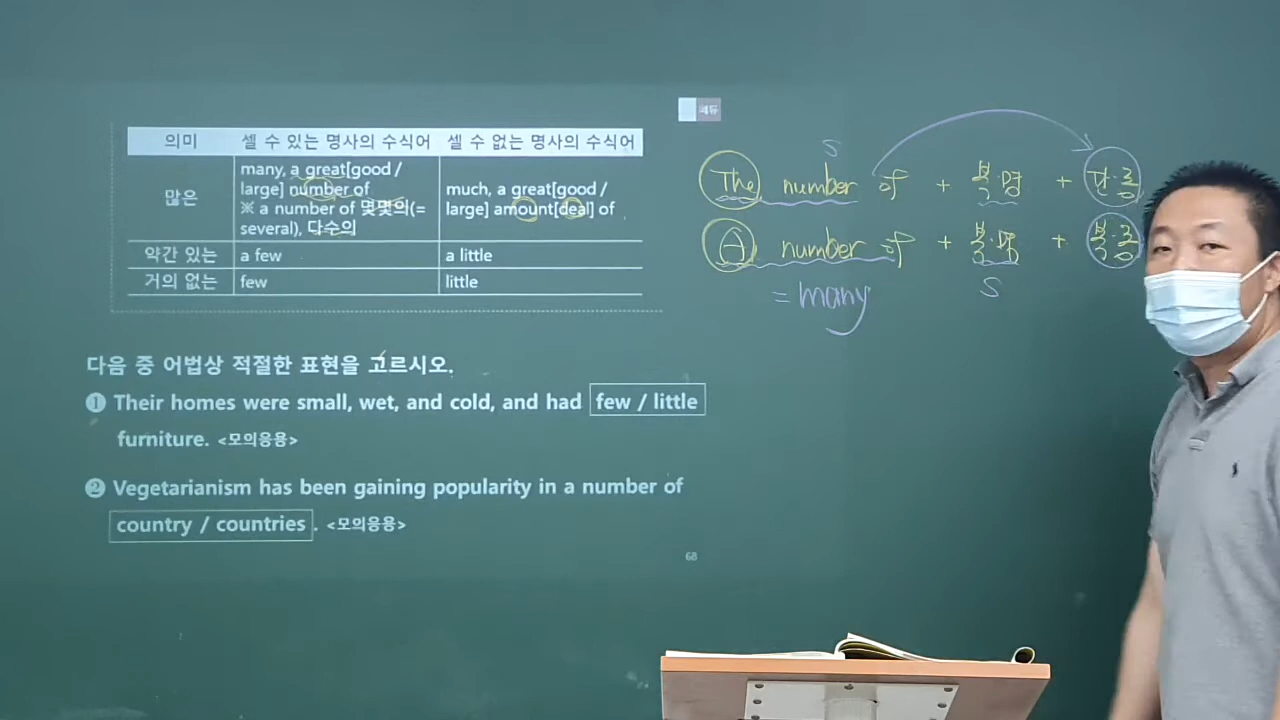 의미 셀 수 있는 명사의 수식어 셀 수 없는 명사의 수식어
많은
many, a great[good /
large] number of
※ a number of 몇몇의(=
several), 다수의
much, a great[good /
large] amount[deal] of
약간 있는 a few a little
거의 없는 few little
다음 중 어법상 적절한 표현을 고르시오.
❶ Their homes were small, wet, and cold, and had few / little
furniture. <모의응용>
❷ Vegetarianism has been gaining popularity in a number of
country / countries . <모의응용>
68
에듀
S
The number of + 복.명 + 단.동
A number of + 복.명 + 복.동
= many S